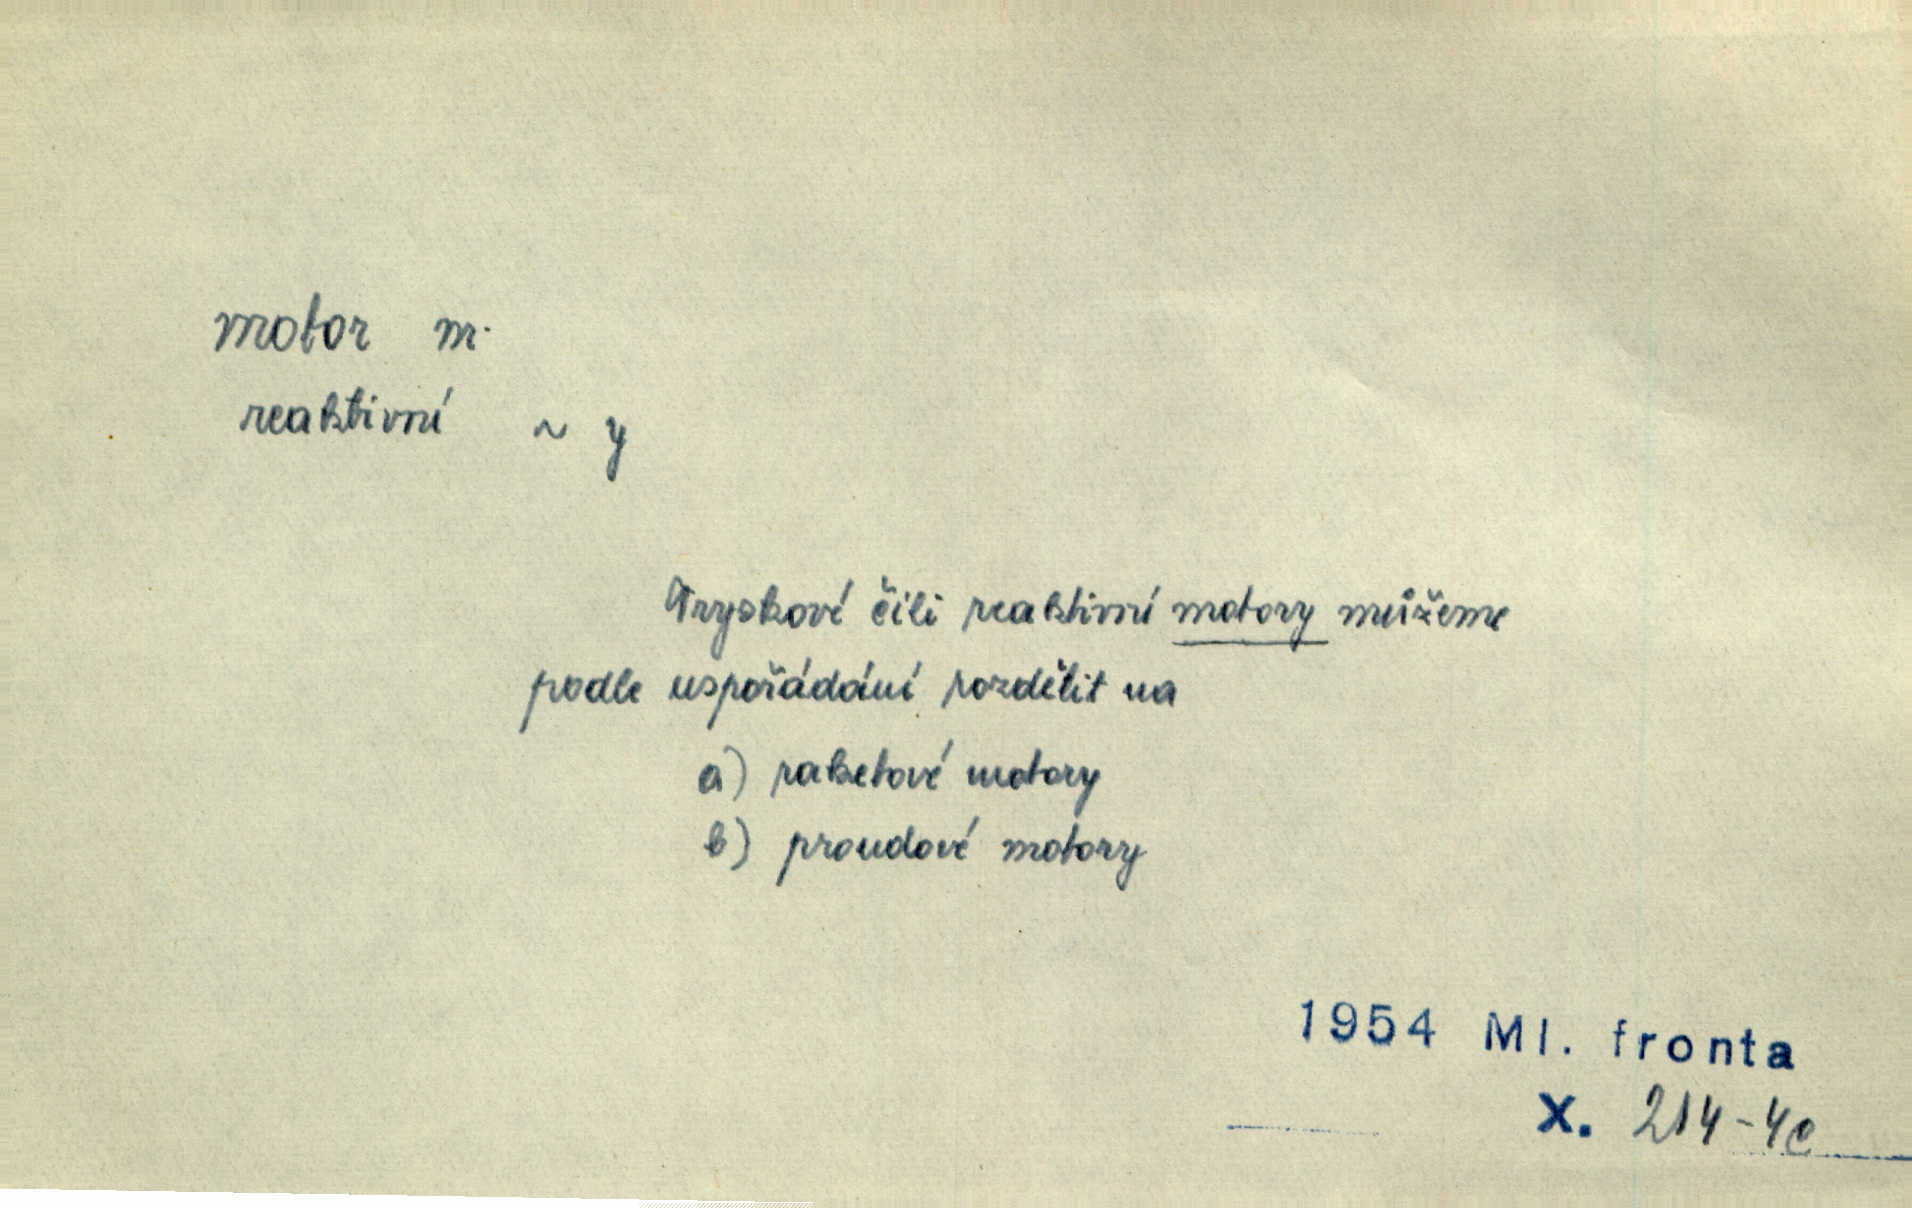 motor m.
reaktivní ~ y
Tryskové čili reaktivní motory můžeme
podle uspořádání rozdělit na
a) raketové motory
b) proudové motory
1954 Ml. fronta
X. 214-4c